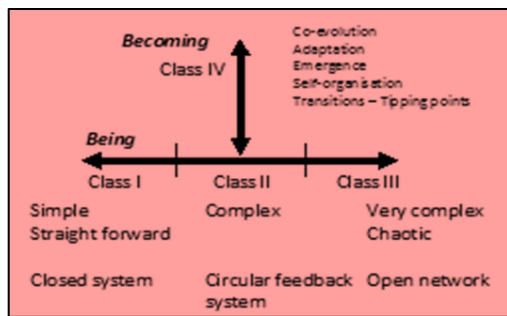 Becoming
Class IV
Co-evolution
Adaptation
Emergence
Self-organisation
Transitions – Tipping points
Being
Class I
Class II
Class III
Simple
Straight forward
Complex
Very complex
Chaotic
Closed system
Circular feedback
system
Open network